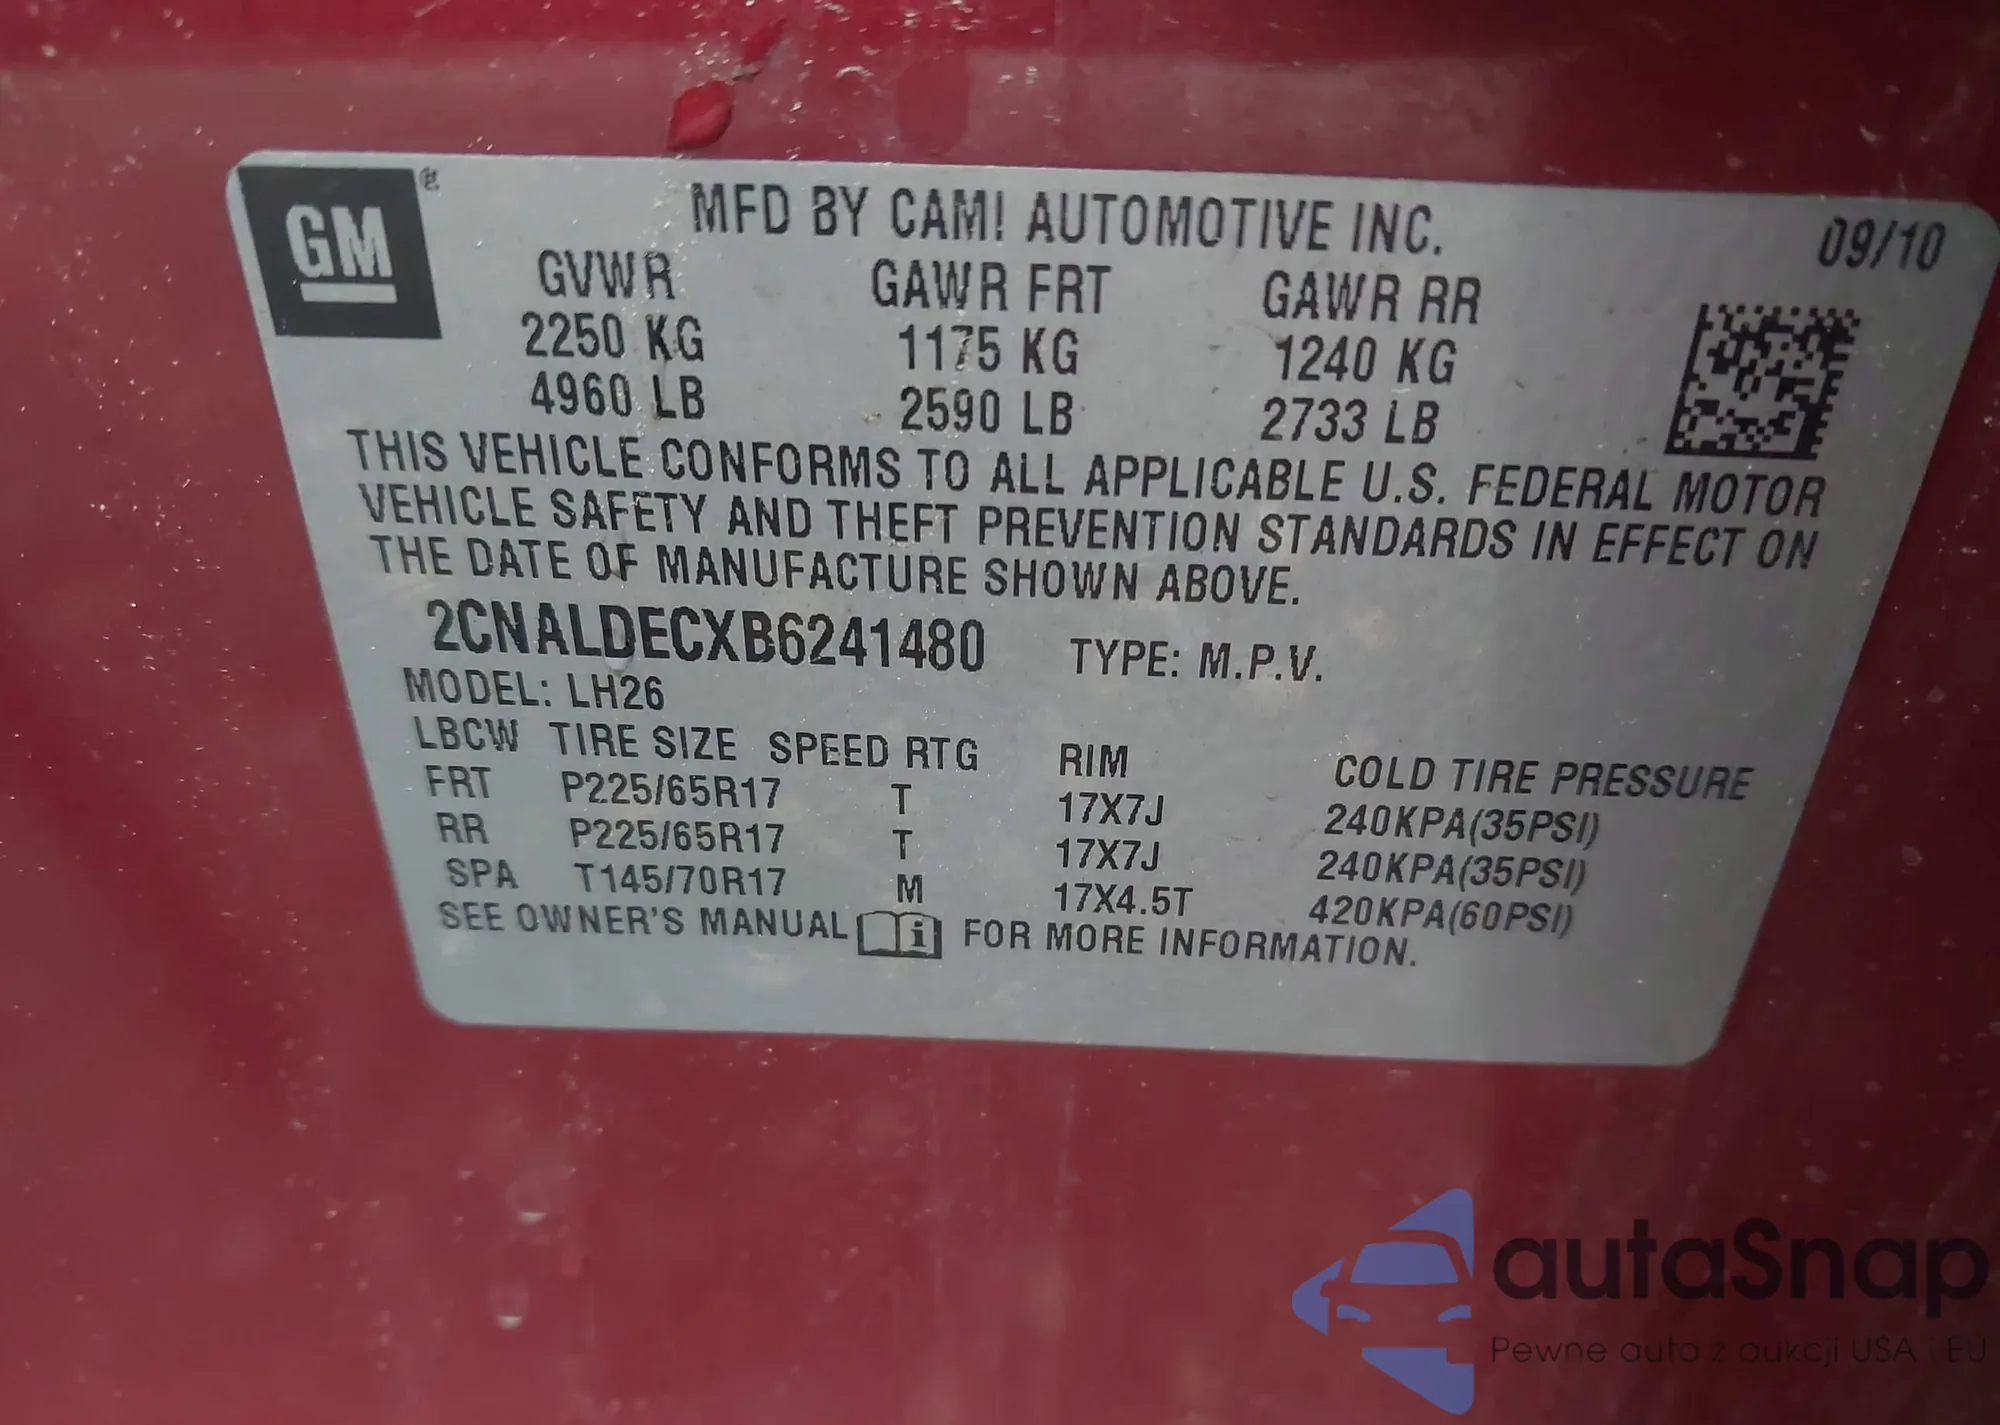 GM
MFD BY CAMI AUTOMOTIVE INC.
09/10
GVWR GAWR FRT GAWR RR
2250 KG 1175 KG 1240 KG
4960 LB 2590 LB 2733 LB
THIS VEHICLE CONFORMS TO ALL APPLICABLE U.S. FEDERAL MOTOR
VEHICLE SAFETY AND THEFT PREVENTION STANDARDS IN EFFECT ON
THE DATE OF MANUFACTURE SHOWN ABOVE.
2CNALDECXB6241480 TYPE: M.P.V.
MODEL: LH26
LBCW TIRE SIZE SPEED RTG RIM COLD TIRE PRESSURE
FRT P225/65R17 T 17X7J 240KPA(35PSI)
RR P225/65R17 T 17X7J 240KPA(35PSI)
SPA T145/70R17 M 17X4.5T 420KPA(60PSI)
SEE OWNER'S MANUAL i FOR MORE INFORMATION.
autaSnap
Pewne auta z aukcji USA i EU